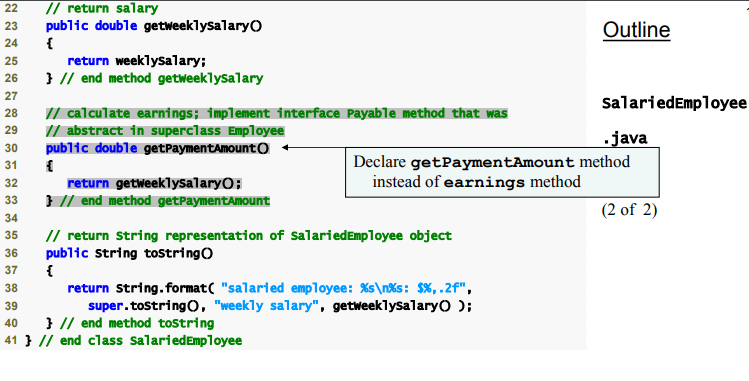 22 // return salary
23 public double getWeeklySalary()
24 {
25 return weeklySalary;
26 } // end method getWeeklySalary
27
28 // calculate earnings; implement interface Payable method that was
29 // abstract in superclass Employee
30 public double getPaymentAmount()
31 {
32 return getWeeklySalary();
33 } // end method getPaymentAmount
34
35 // return String representation of SalariedEmployee object
36 public String toString()
37 {
38 return String.format( "salaried employee: %s\n%s: $%,.2f",
39 super.toString(), "weekly salary", getWeeklySalary() );
40 } // end method toString
41 } // end class SalariedEmployee
Declare getPaymentAmount method
instead of earnings method
Outline
SalariedEmployee
.java
(2 of 2)